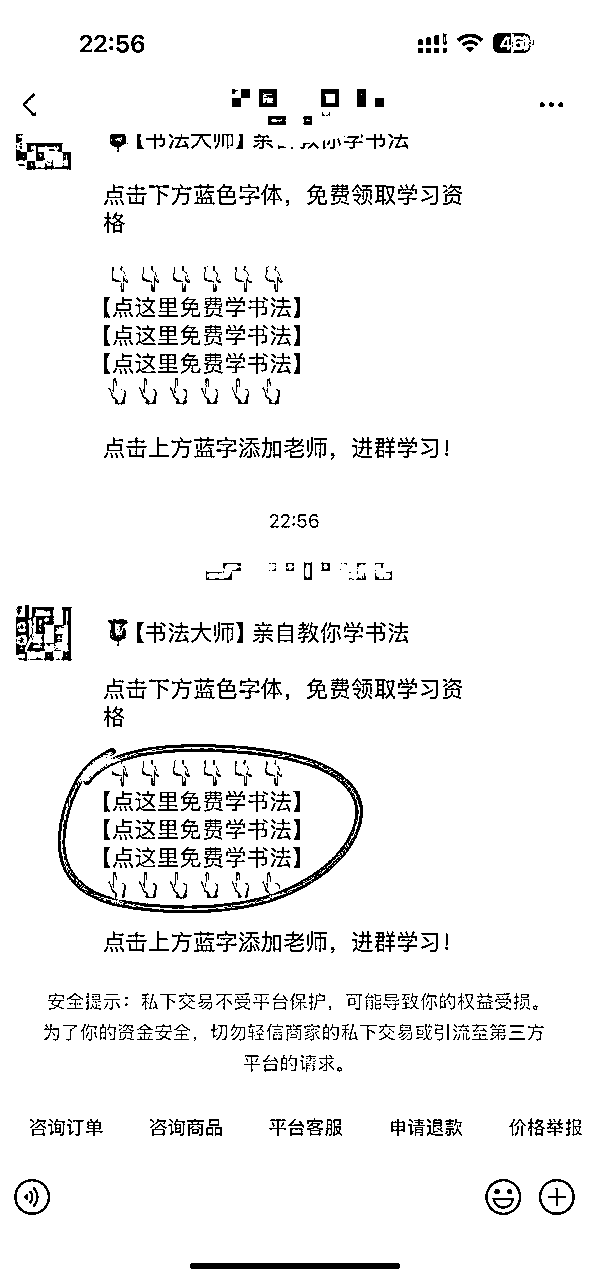 22:56
【书法大师】亲自教你学书法
点击下方蓝色字体，免费领取学习资
格
【点这里免费学书法】
【点这里免费学书法】
【点这里免费学书法】
点击上方蓝字添加老师，进群学习！
22:56
【书法大师】亲自教你学书法
点击下方蓝色字体，免费领取学习资
格
【点这里免费学书法】
【点这里免费学书法】
【点这里免费学书法】
点击上方蓝字添加老师，进群学习！
安全提示：私下交易不受平台保护，可能导致你的权益受损。
为了你的资金安全，切勿轻信商家的私下交易或引流至第三方
平台的请求。
咨询订单 咨询商品 平台客服 申请退款 价格举报